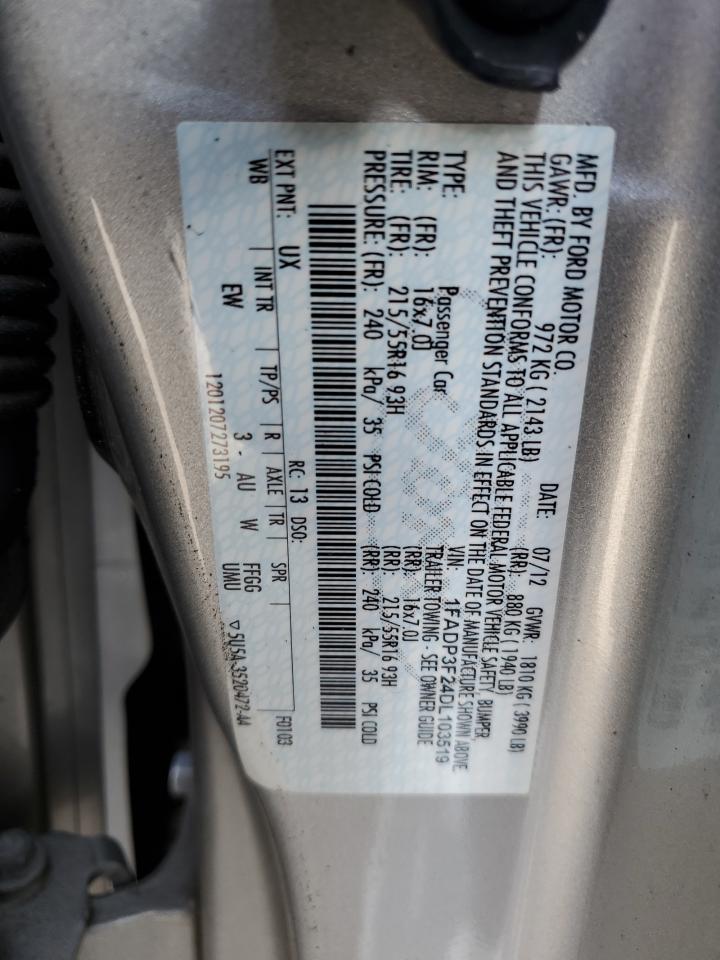 MFD. BY FORD MOTOR CO. DATE: 07/12 GVWR: 1810 KG ( 3990 LB)
GAWR: (FR): 972 KG ( 2143 LB) (RR): 880 KG ( 1940 LB)
THIS VEHICLE CONFORMS TO ALL APPLICABLE FEDERAL MOTOR VEHICLE SAFETY, BUMPER,
AND THEFT PREVENTION STANDARDS IN EFFECT ON THE DATE OF MANUFACTURE SHOWN ABOVE
VIN: 1FADP3F24DL103519
TYPE: Passenger Car TRAILER TOWING - SEE OWNER GUIDE
RIM: (FR): 16x7.0J (RR): 16x7.0J
TIRE: (FR): 215/55R16 93H (RR): 215/55R16 93H
PRESSURE: (FR): 240 kPa/ 35 PSI COLD (RR): 240 kPa/ 35 PSI COLD
EXT PNT: UX RC: 13 DSO: F0103
WB INT TR TP/PS R AXLE TR SPR
EW 3 - AU W FFGG
1201207273195 UMU
▽5U5A-3520472-AA